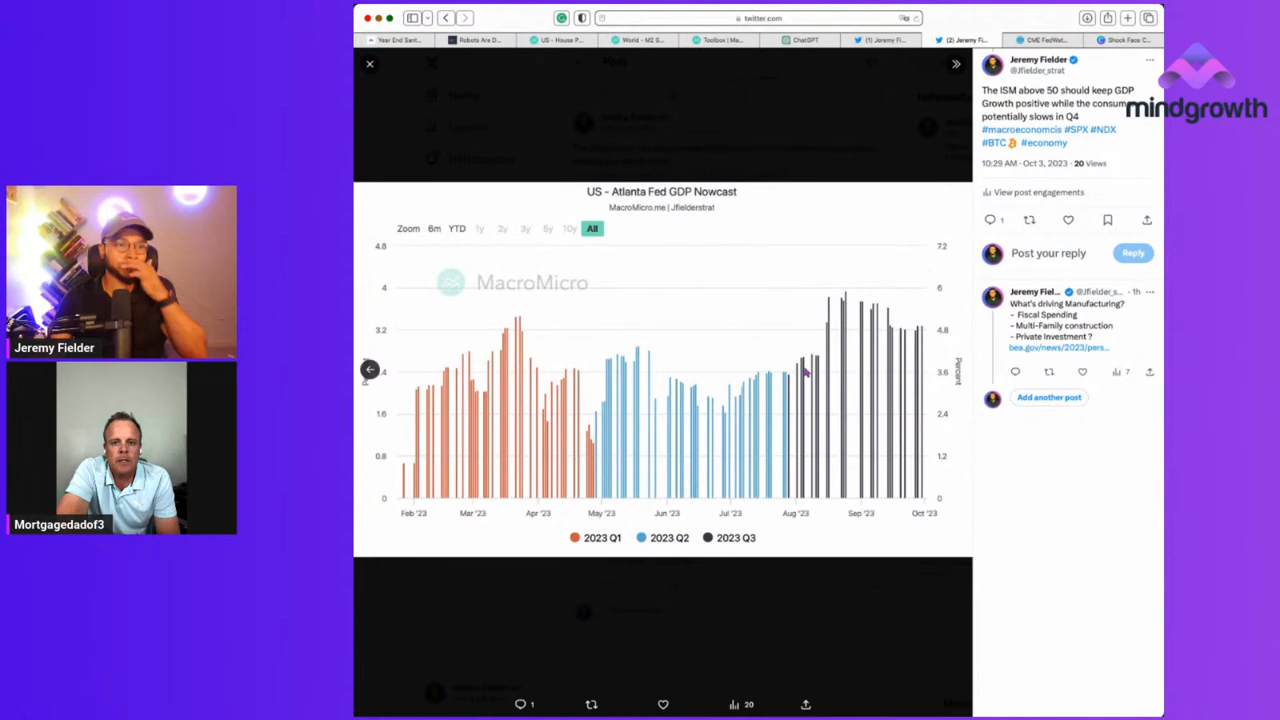 twitter.com
Year End Sant...
Robots Are D...
US - House P...
World - M2 S...
Toolbox | Ma...
ChatGPT
(1) Jeremy Fi...
(2) Jeremy Fi...
CME FedWat...
Shock Face C...
Jeremy Fielder
@Jfielder_strat
The ISM above 50 should keep GDP
Growth positive while the consum
potentially slows in Q4
#macroeconomcis #SPX #NDX
#BTC #economy
10:29 AM · Oct 3, 2023 · 20 Views
View post engagements
1
Post your reply
Reply
Jeremy Fiel...
@Jfielder_s... · 1h
What's driving Manufacturing?
- Fiscal Spending
- Multi-Family construction
- Private Investment ?
bea.gov/news/2023/pers...
7
Add another post
mindgrowth
US - Atlanta Fed GDP Nowcast
MacroMicro.me | Jfielderstrat
Zoom 6m YTD 1y 2y 3y 5y 10y All
MacroMicro
4.8
4
3.2
2.4
1.6
0.8
0
7.2
6
4.8
3.6
2.4
1.2
0
Percent
Feb '23 Mar '23 Apr '23 May '23 Jun '23 Jul '23 Aug '23 Sep '23 Oct '23
2023 Q1 2023 Q2 2023 Q3
1
20
Jeremy Fielder
Mortgagedadof3